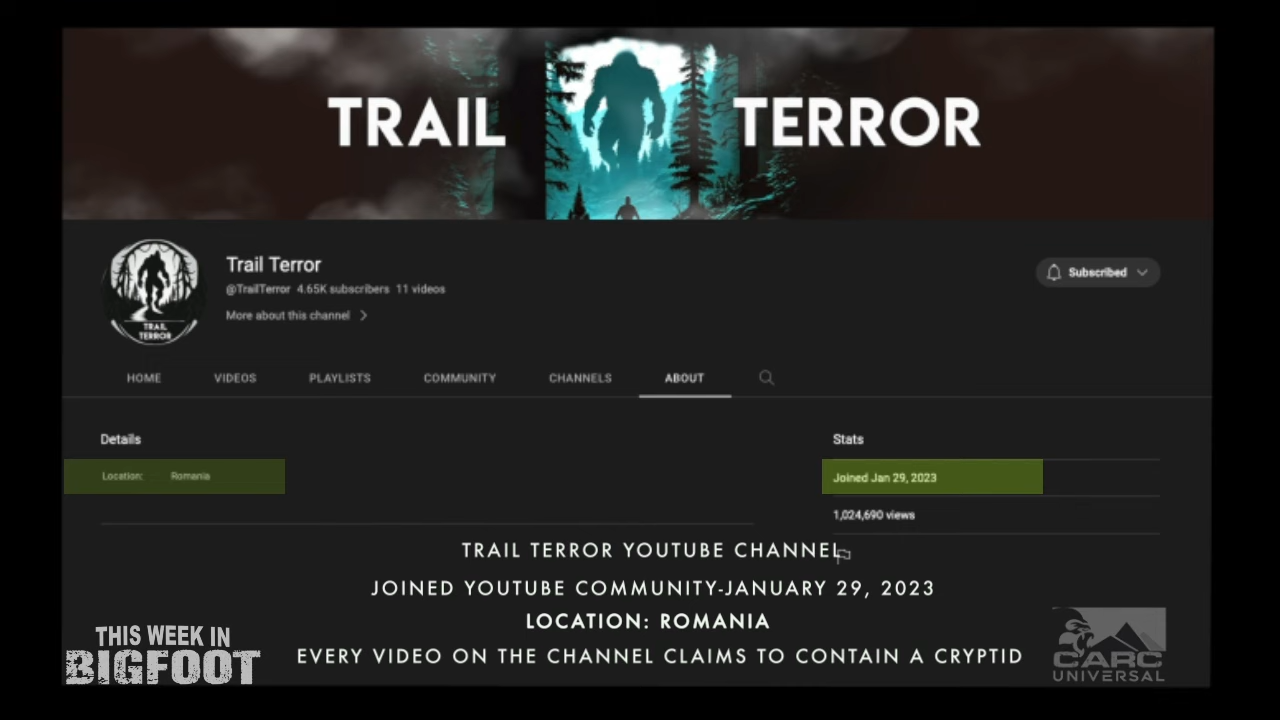 TRAIL TERROR
Trail Terror
@TrailTerror 4.65K subscribers 11 videos
Subscribed
More about this channel
TRAIL
TERROR
HOME VIDEOS PLAYLISTS COMMUNITY CHANNELS ABOUT
Details
Stats
Location: Romania
Joined Jan 29, 2023
1,024,690 views
TRAIL TERROR YOUTUBE CHANNEL
JOINED YOUTUBE COMMUNITY-JANUARY 29, 2023
LOCATION: ROMANIA
EVERY VIDEO ON THE CHANNEL CLAIMS TO CONTAIN A CRYPTID
THIS WEEK IN
BIGFOOT
CARC
UNIVERSAL